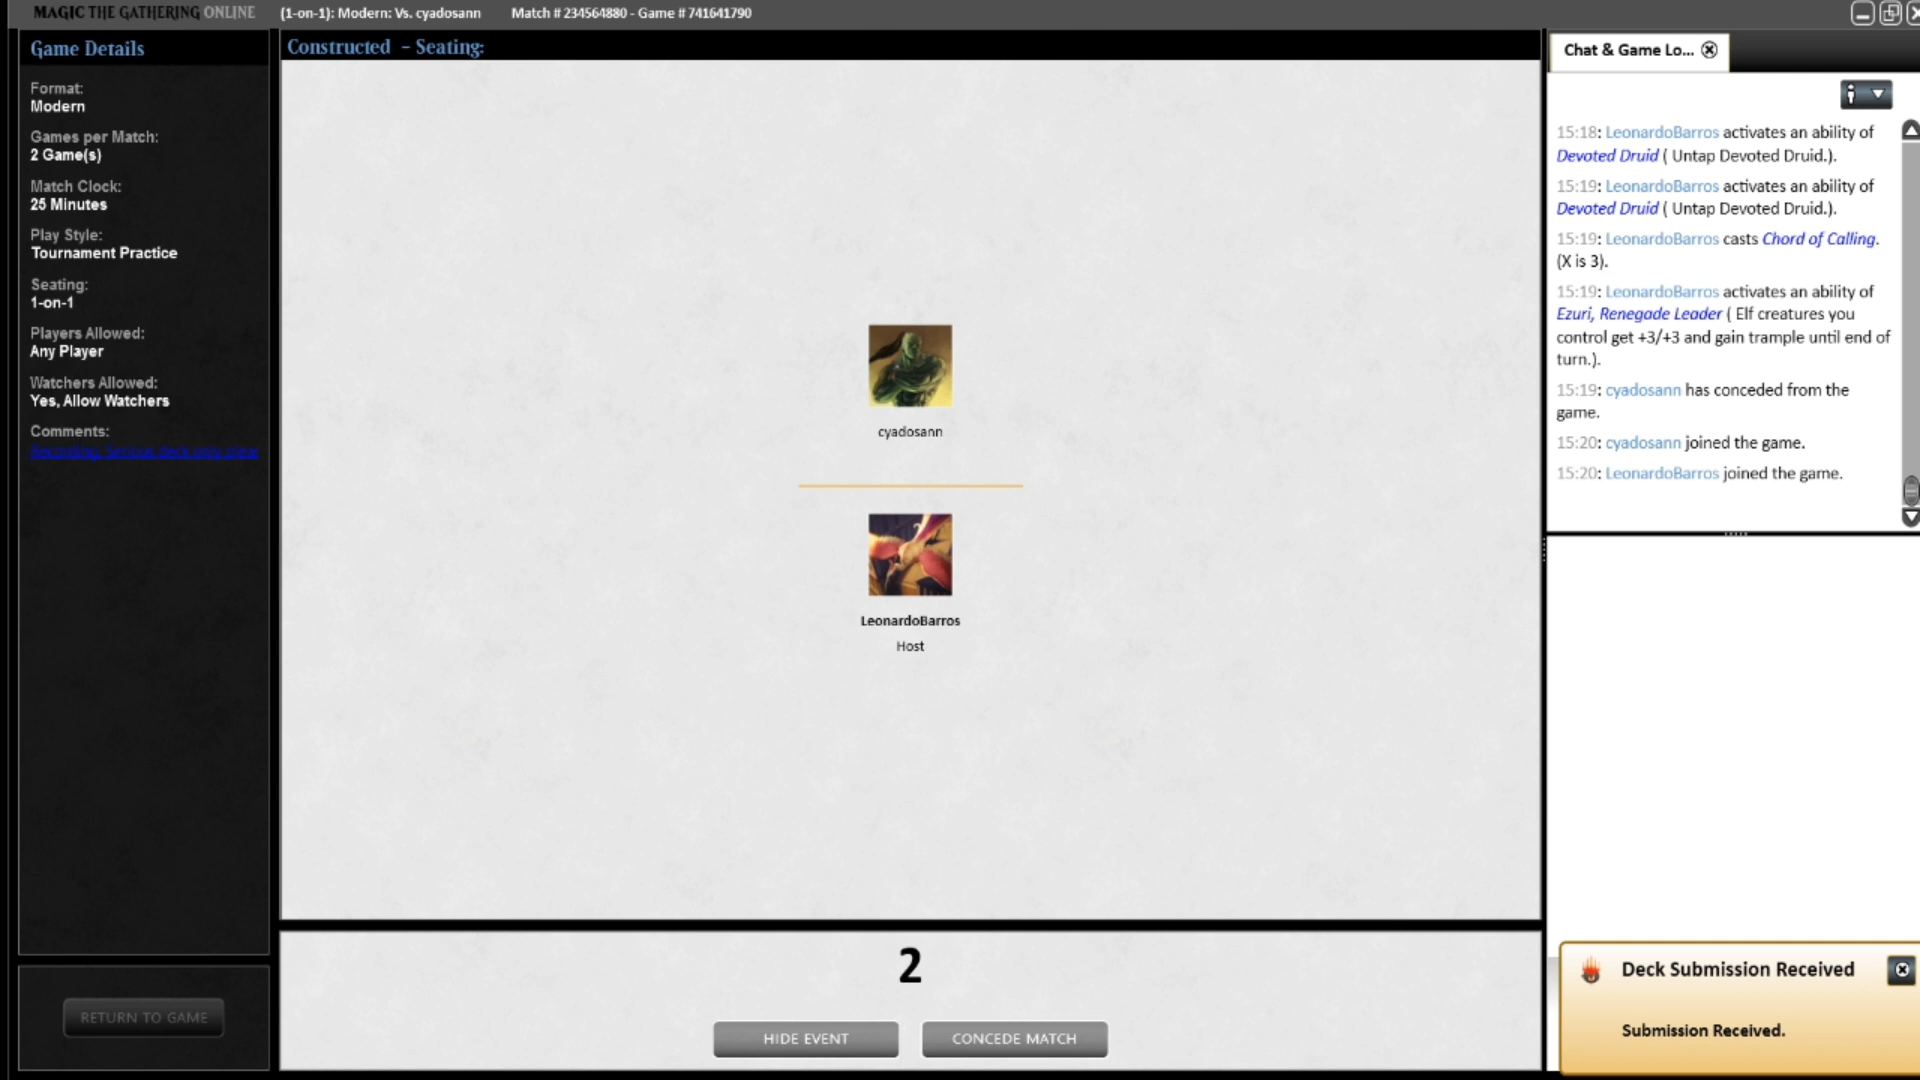 MAGIC THE GATHERING ONLINE (1-on-1): Modern: Vs. cyadosann Match # 234564880 - Game # 741641790
Game Details
Format:
Modern
Games per Match:
2 Game(s)
Match Clock:
25 Minutes
Play Style:
Tournament Practice
Seating:
1-on-1
Players Allowed:
Any Player
Watchers Allowed:
Yes, Allow Watchers
Comments:
Recording. Serious deck only please
RETURN TO GAME
Constructed - Seating:
cyadosann
LeonardoBarros
Host
2
HIDE EVENT CONCEDE MATCH
Chat & Game Lo...
15:18: LeonardoBarros activates an ability of
Devoted Druid ( Untap Devoted Druid.).
15:19: LeonardoBarros activates an ability of
Devoted Druid ( Untap Devoted Druid.).
15:19: LeonardoBarros casts Chord of Calling.
(X is 3).
15:19: LeonardoBarros activates an ability of
Ezuri, Renegade Leader ( Elf creatures you
control get +3/+3 and gain trample until end of
turn.).
15:19: cyadosann has conceded from the
game.
15:20: cyadosann joined the game.
15:20: LeonardoBarros joined the game.
Deck Submission Received
Submission Received.